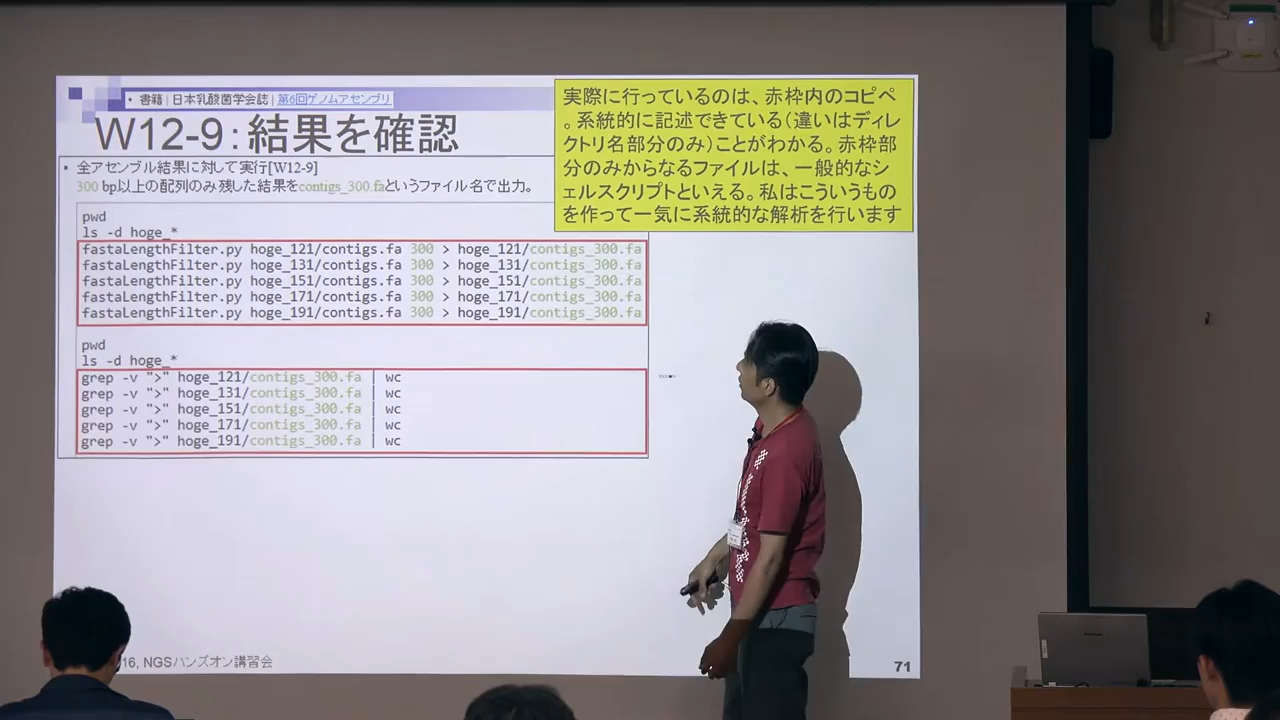 • 書籍 | 日本乳酸菌学会誌 | 第6回ゲノムアセンブリ
W12-9：結果を確認
• 全アセンブル結果に対して実行[W12-9]
300 bp以上の配列のみ残した結果をcontigs_300.faというファイル名で出力。
実際に行っているのは、赤枠内のコピペ
。系統的に記述できている（違いはディレ
クトリ名部分のみ）ことがわかる。赤枠部
分のみからなるファイルは、一般的なシ
ェルスクリプトといえる。私はこういうもの
を作って一気に系統的な解析を行います
pwd
ls -d hoge_*
fastaLengthFilter.py hoge_121/contigs.fa 300 > hoge_121/contigs_300.fa
fastaLengthFilter.py hoge_131/contigs.fa 300 > hoge_131/contigs_300.fa
fastaLengthFilter.py hoge_151/contigs.fa 300 > hoge_151/contigs_300.fa
fastaLengthFilter.py hoge_171/contigs.fa 300 > hoge_171/contigs_300.fa
fastaLengthFilter.py hoge_191/contigs.fa 300 > hoge_191/contigs_300.fa
pwd
ls -d hoge_*
grep -v ">" hoge_121/contigs_300.fa | wc
grep -v ">" hoge_131/contigs_300.fa | wc
grep -v ">" hoge_151/contigs_300.fa | wc
grep -v ">" hoge_171/contigs_300.fa | wc
grep -v ">" hoge_191/contigs_300.fa | wc
16, NGSハンズオン講習会
71